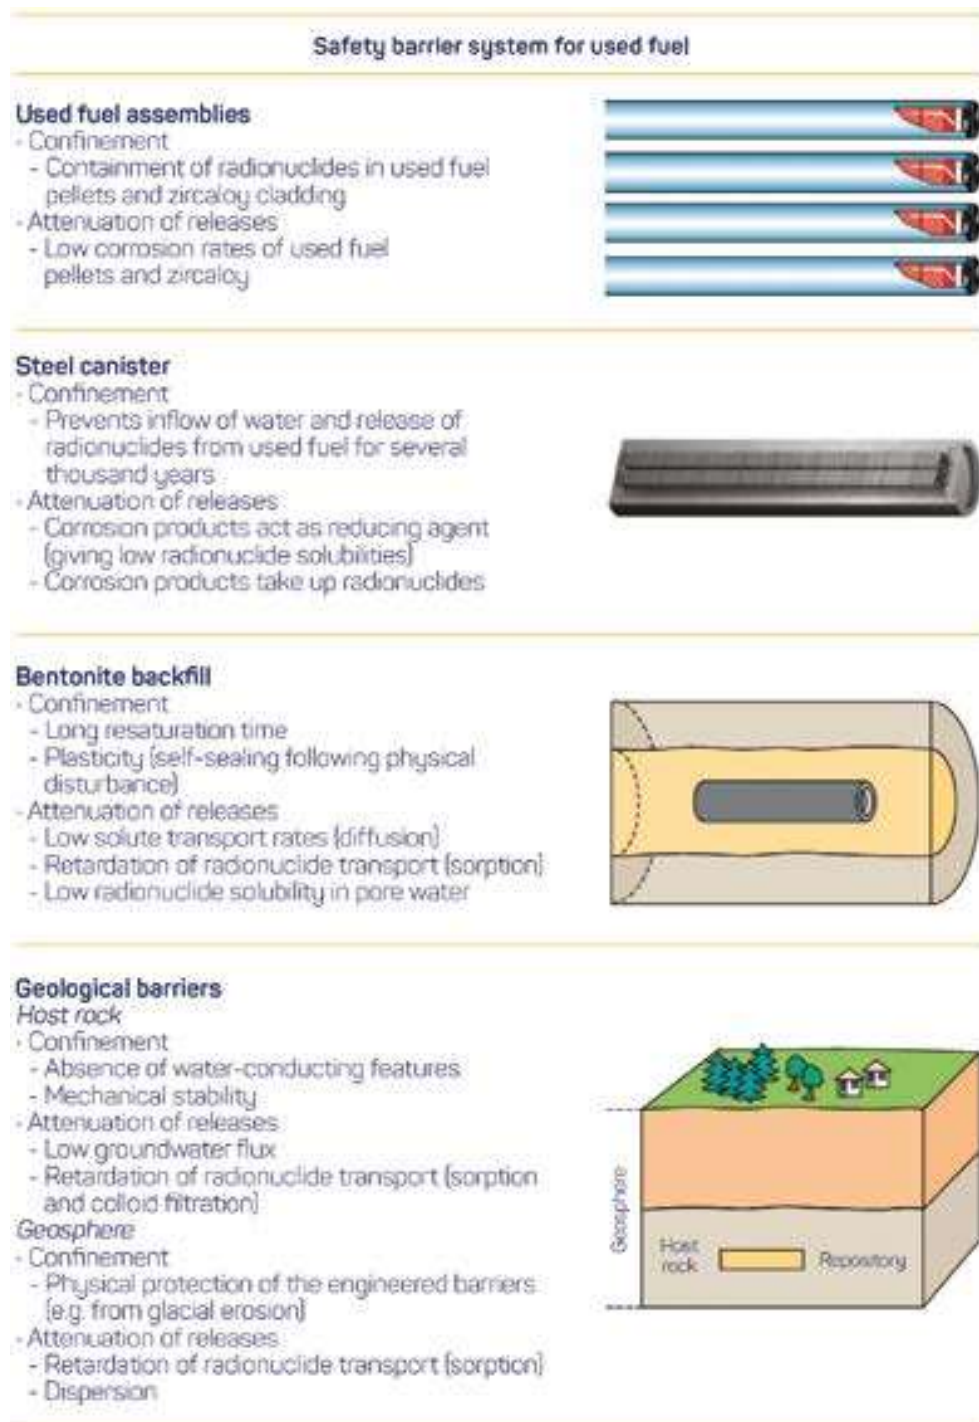 Safety barrier system for used fuel
Used fuel assemblies
- Confinement
- Containment of radionuclides in used fuel
pellets and zircaloy cladding
- Attenuation of releases
- Low corrosion rates of used fuel
pellets and zircaloy
Steel canister
- Confinement
- Prevents inflow of water and release of
radionuclides from used fuel for several
thousand years
- Attenuation of releases
- Corrosion products act as reducing agent
(giving low radionuclide solubilities)
- Corrosion products take up radionuclides
Bentonite backfill
- Confinement
- Long resaturation time
- Plasticity (self-sealing following physical
disturbance)
- Attenuation of releases
- Low solute transport rates (diffusion)
- Retardation of radionuclide transport (sorption)
- Low radionuclide solubility in pore water
Geological barriers
Host rock
- Confinement
- Absence of water-conducting features
- Mechanical stability
- Attenuation of releases
- Low groundwater flux
- Retardation of radionuclide transport (sorption
and colloid filtration)
Geosphere
- Confinement
- Physical protection of the engineered barriers
(e.g. from glacial erosion)
- Attenuation of releases
- Retardation of radionuclide transport (sorption)
- Dispersion
Geosphere
Host
rock
Repository